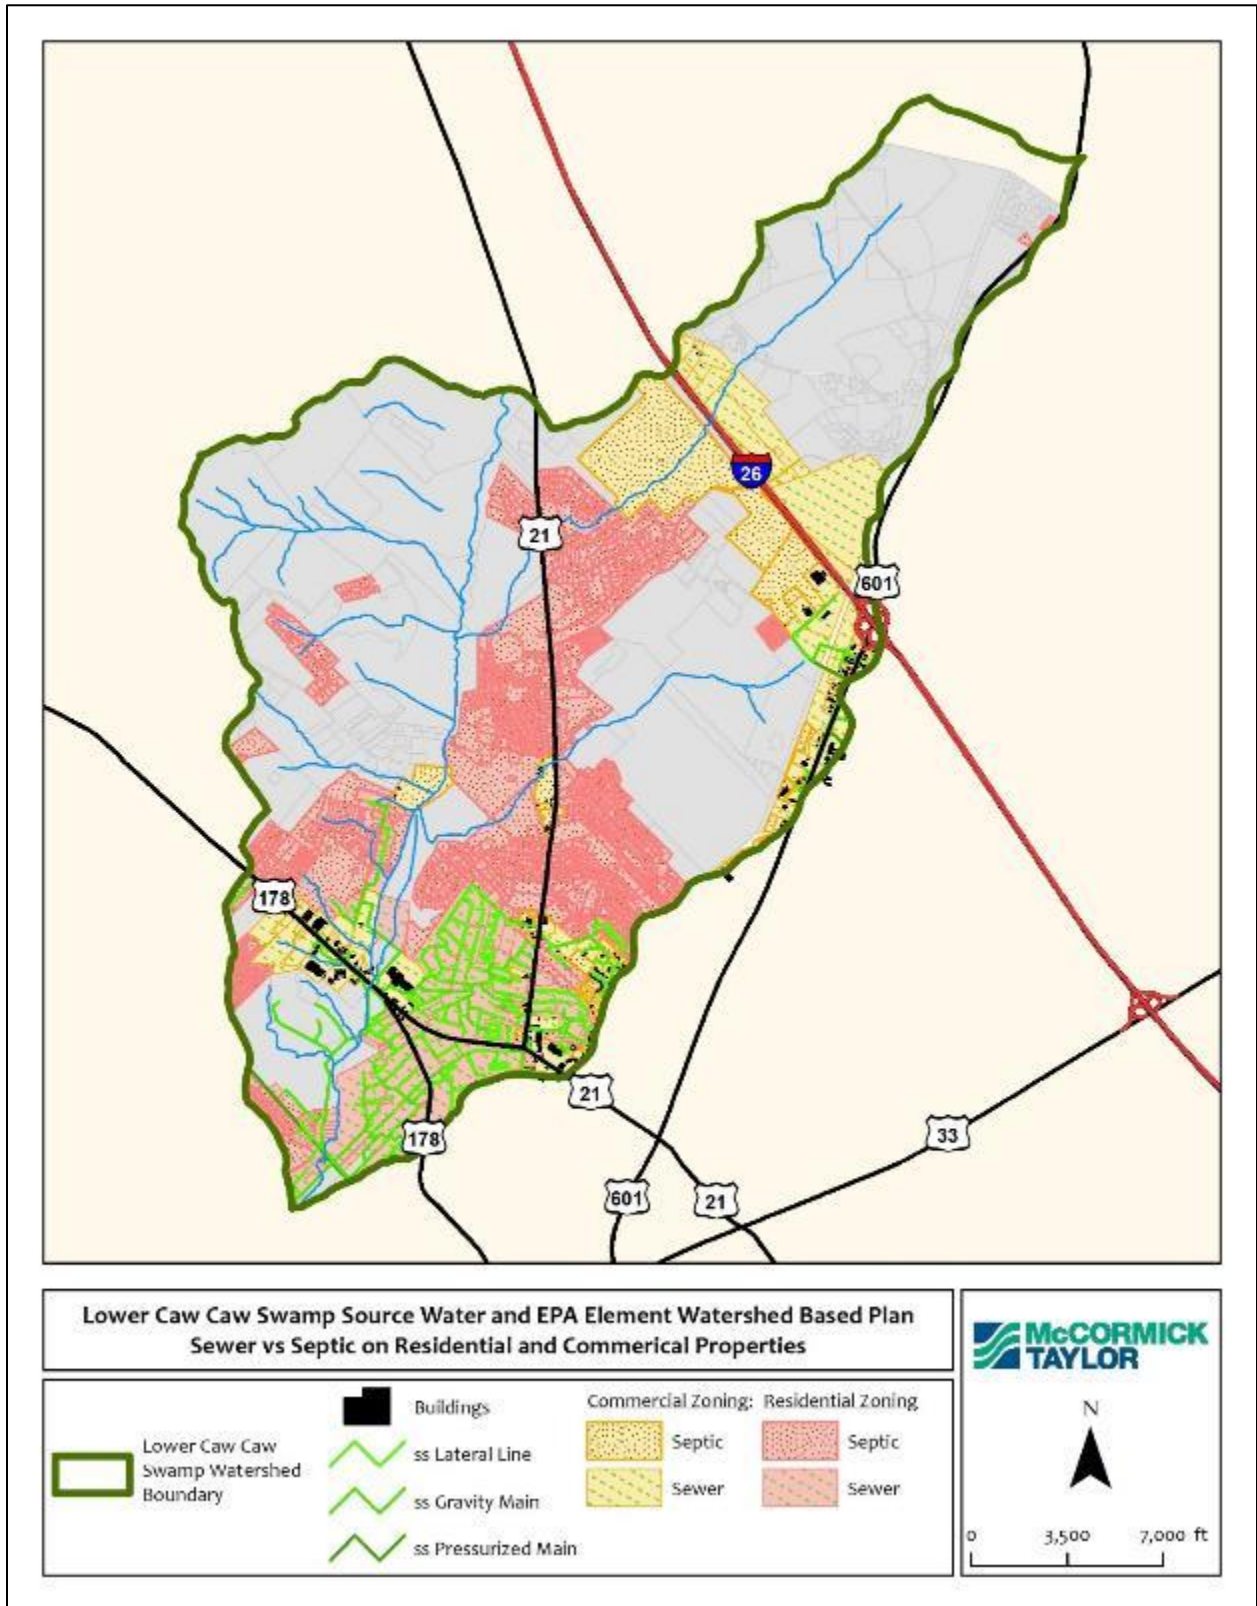 26
21
601
178
21
178
33
601
21
Lower Caw Caw Swamp Source Water and EPA Element Watershed Based Plan
Sewer vs Septic on Residential and Commerical Properties
McCORMICK
TAYLOR
Lower Caw Caw
Swamp Watershed
Boundary
Buildings
ss Lateral Line
ss Gravity Main
ss Pressurized Main
Commercial Zoning:
Septic
Sewer
Residential Zoning
Septic
Sewer
N
0 3,500 7,000 ft